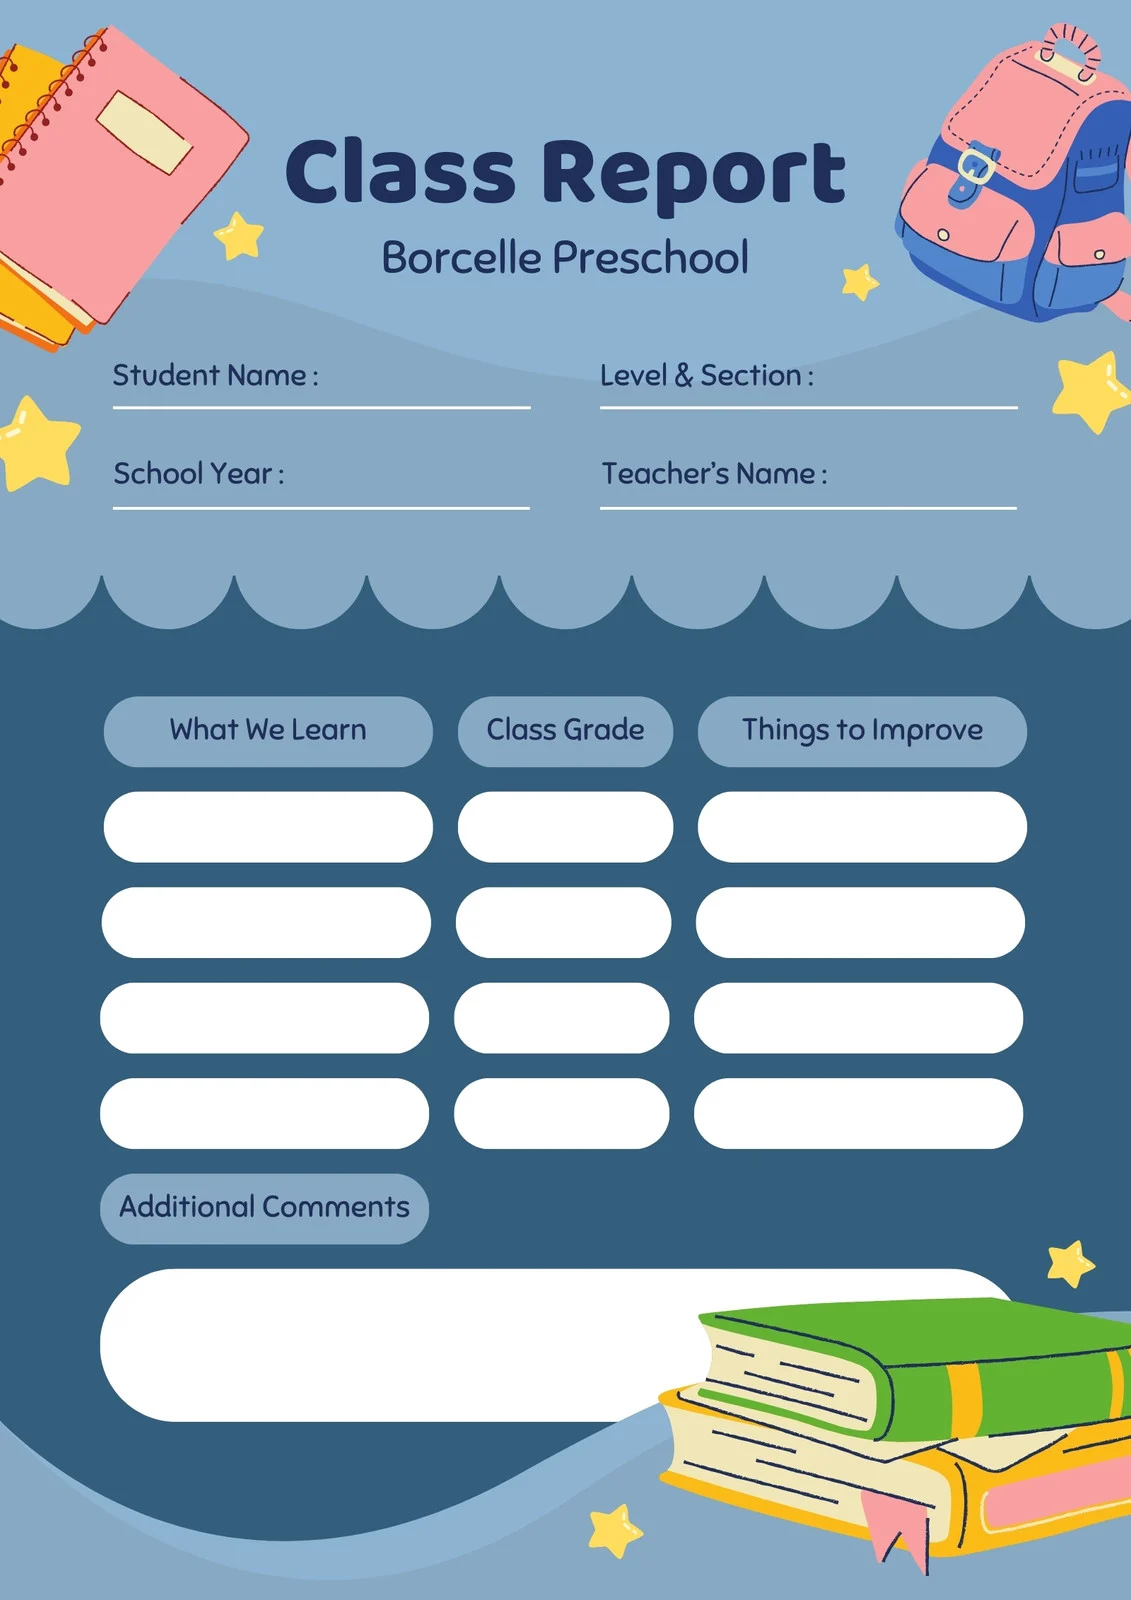 Class Report
Borcelle Preschool
Student Name :
Level & Section :
School Year :
Teacher's Name :
What We Learn
Class Grade
Things to Improve
Additional Comments